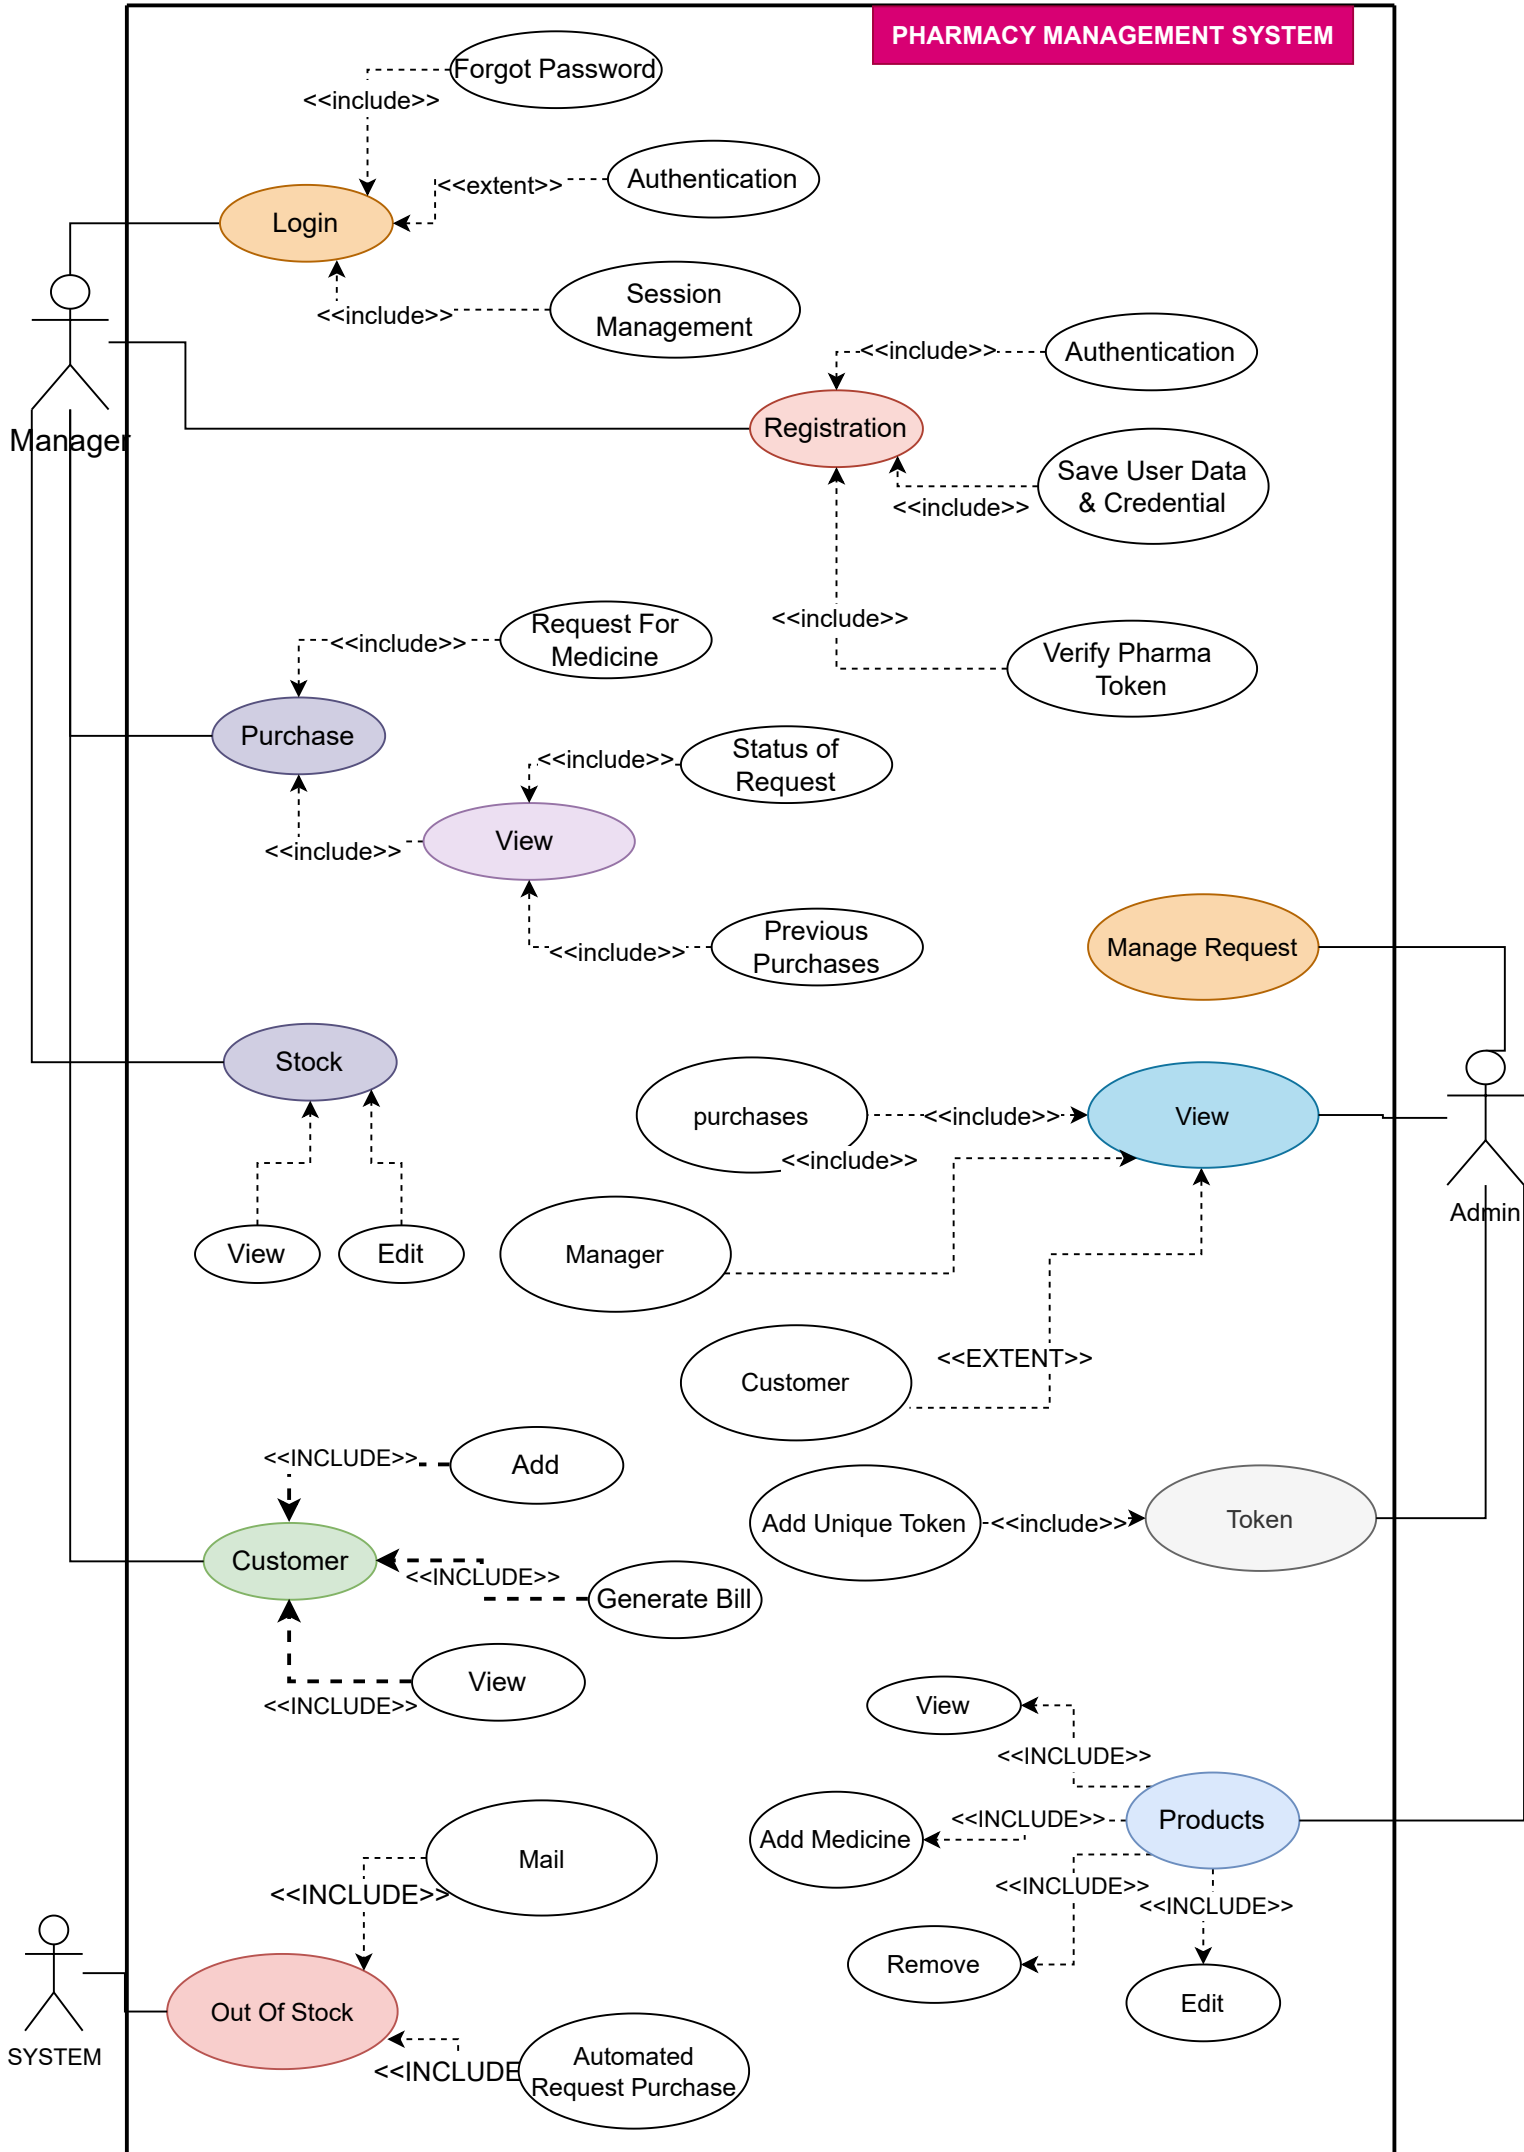 PHARMACY MANAGEMENT SYSTEM
Forgot Password
<<include>>
<<extent>>
Authentication
Login
Session
Management
<<include>>
<<include>>
Authentication
Manager
Registration
Save User Data
& Credential
<<include>>
<<include>>
Request For
Medicine
<<include>>
Verify Pharma
Token
Purchase
Status of
Request
<<include>>
View
<<include>>
Previous
Purchases
<<include>>
Manage Request
Stock
purchases
<<include>>
View
<<include>>
Admin
View
Edit
Manager
<<EXTENT>>
Customer
<<INCLUDE>>
Add
Add Unique Token
<<include>>
Token
Customer
<<INCLUDE>>
Generate Bill
View
<<INCLUDE>>
View
<<INCLUDE>>
Add Medicine
<<INCLUDE>>
Products
Mail
<<INCLUDE>>
<<INCLUDE>>
<<INCLUDE>>
Remove
Edit
Out Of Stock
SYSTEM
<<INCLUDE
Automated
Request Purchase